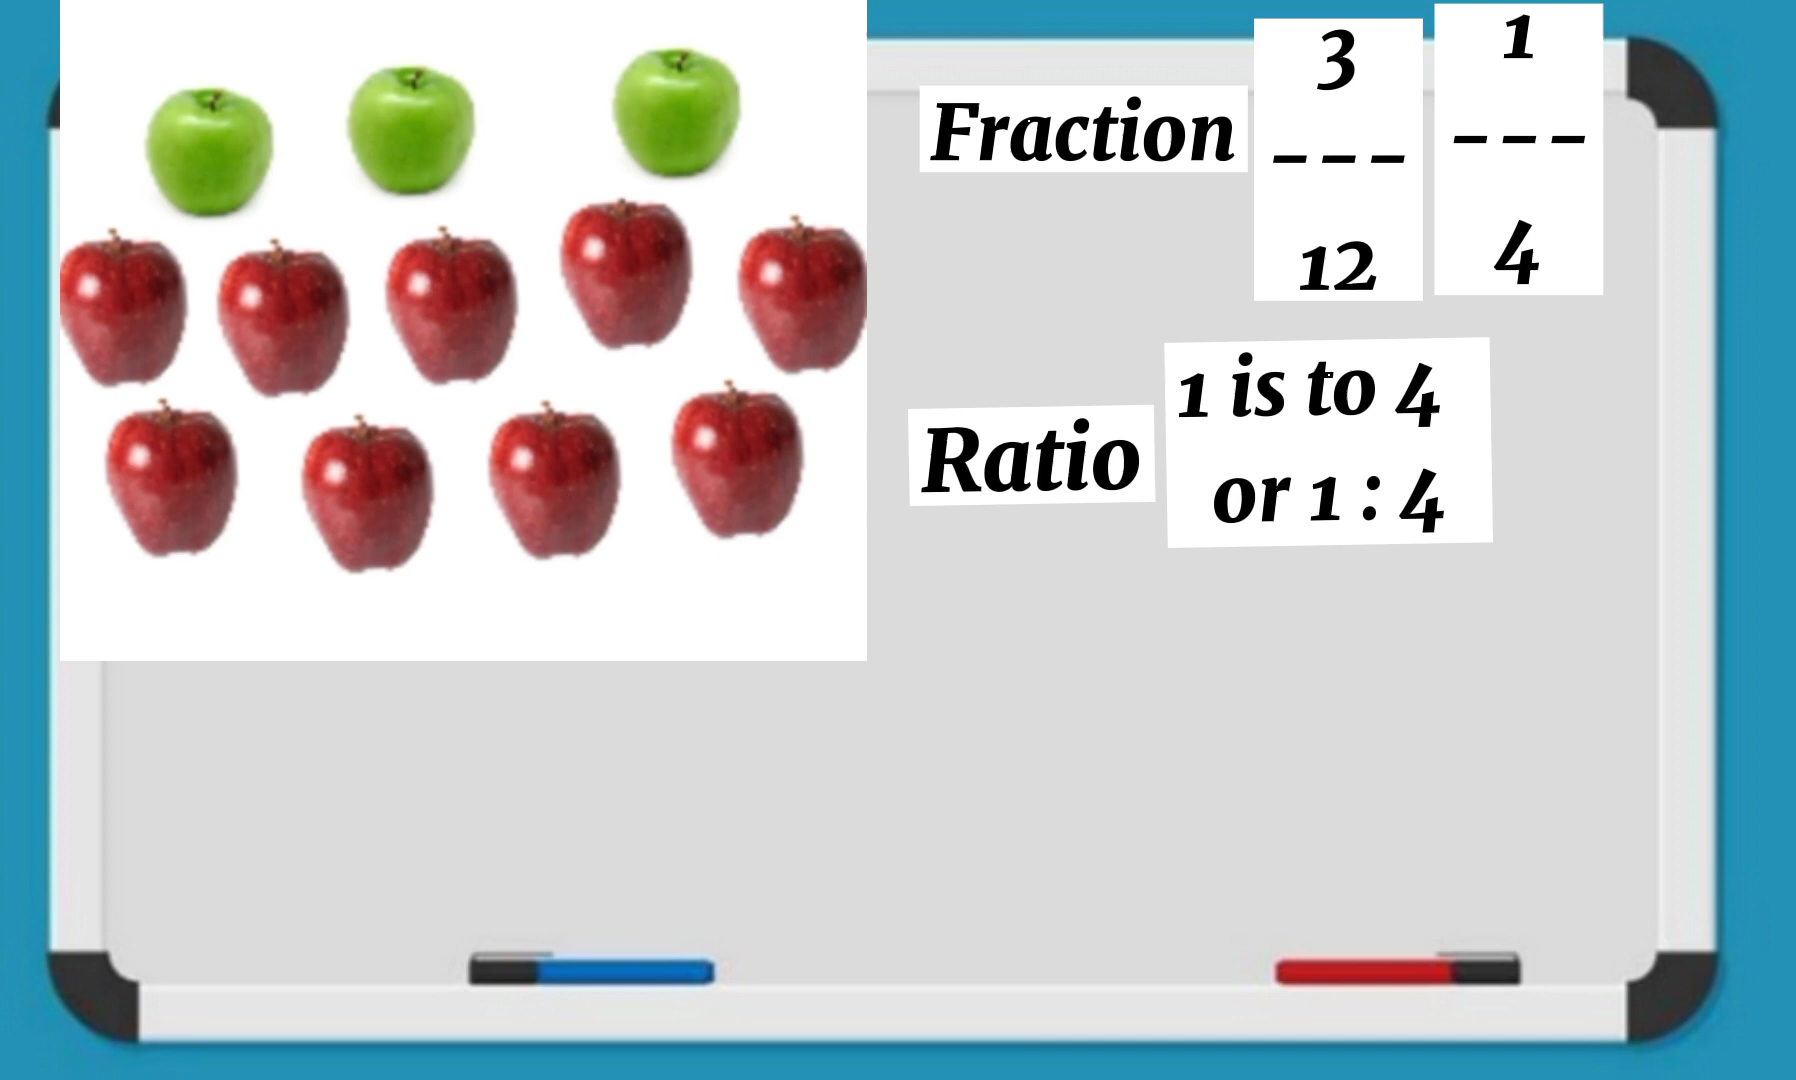 Fraction
3
---
12
1
---
4
Ratio
1 is to 4
or 1 : 4